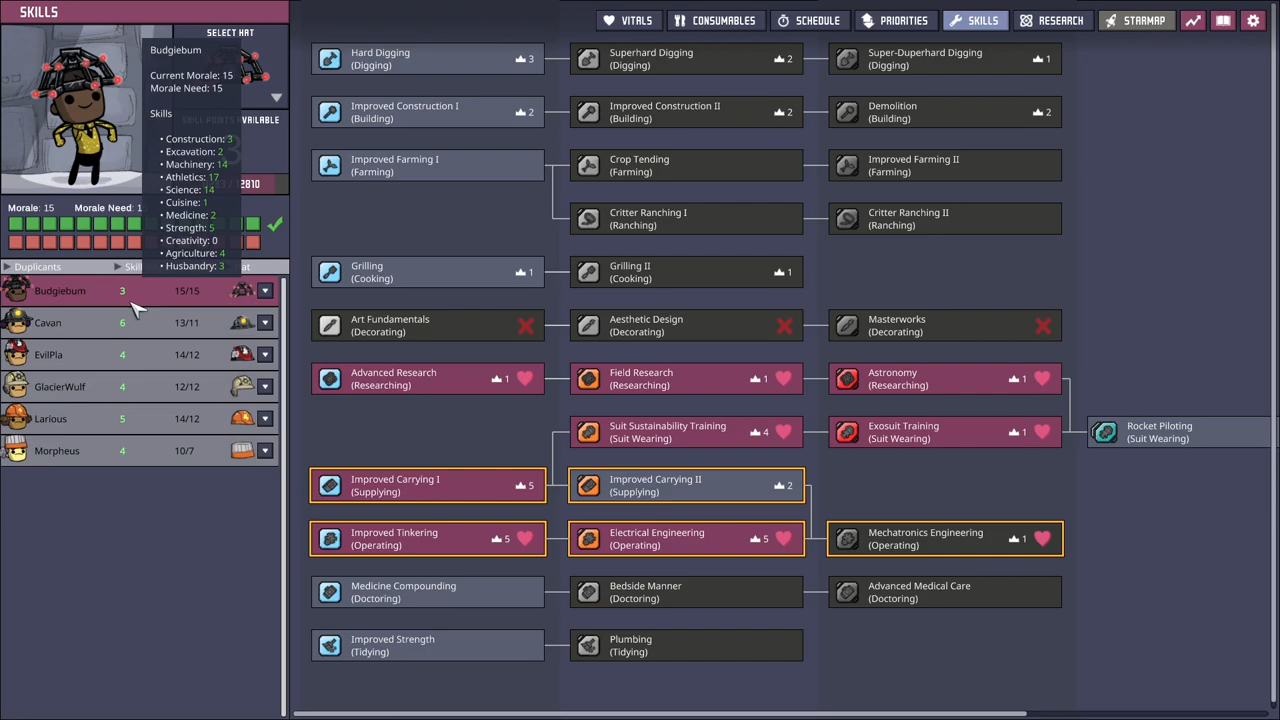 SKILLS
VITALS
CONSUMABLES
SCHEDULE
PRIORITIES
SKILLS
RESEARCH
STARMAP
SELECT HAT
Budgiebum
Current Morale: 15
Morale Need: 15
Skills
• Construction: 3
• Excavation: 2
• Machinery: 14
• Athletics: 17
• Science: 14
• Cuisine: 1
• Medicine: 2
• Strength: 5
• Creativity: 0
• Agriculture: 4
• Husbandry: 3
SKILL POINTS AVAILABLE
3
/ 12810
Morale: 15
Morale Need: 1
Duplicants
Skil
at
Budgiebum 3 15/15
Cavan 6 13/11
EvilPla 4 14/12
GlacierWulf 4 12/12
Larious 5 14/12
Morpheus 4 10/7
Hard Digging
(Digging)
3
Superhard Digging
(Digging)
2
Super-Duperhard Digging
(Digging)
1
Improved Construction I
(Building)
2
Improved Construction II
(Building)
2
Demolition
(Building)
2
Improved Farming I
(Farming)
Crop Tending
(Farming)
Improved Farming II
(Farming)
Critter Ranching I
(Ranching)
Critter Ranching II
(Ranching)
Grilling
(Cooking)
1
Grilling II
(Cooking)
1
Art Fundamentals
(Decorating)
Aesthetic Design
(Decorating)
Masterworks
(Decorating)
Advanced Research
(Researching)
1
Field Research
(Researching)
1
Astronomy
(Researching)
1
Suit Sustainability Training
(Suit Wearing)
4
Exosuit Training
(Suit Wearing)
1
Rocket Piloting
(Suit Wearing)
Improved Carrying I
(Supplying)
5
Improved Carrying II
(Supplying)
2
Improved Tinkering
(Operating)
5
Electrical Engineering
(Operating)
5
Mechatronics Engineering
(Operating)
1
Medicine Compounding
(Doctoring)
Bedside Manner
(Doctoring)
Advanced Medical Care
(Doctoring)
Improved Strength
(Tidying)
Plumbing
(Tidying)